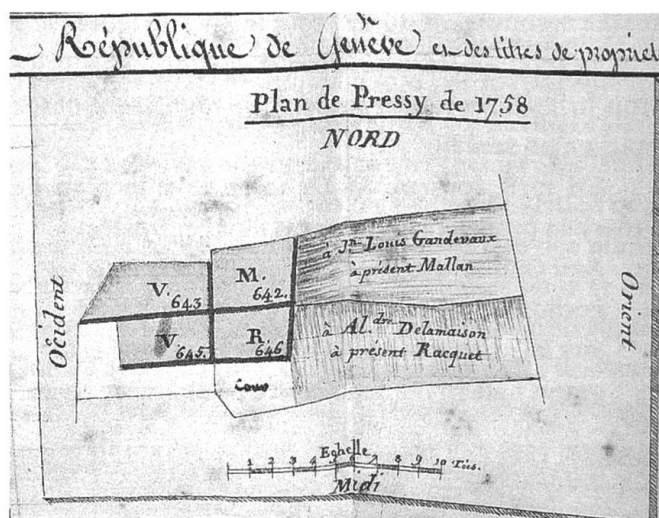 République de Genève et des titres de propriét
Plan de Pressy de 1758
NORD
à Jn. Louis Gandevaux
à présent Mallan
M.
642.
V.
643
Occident
Orient
à Al.dre Delamaison
à présent Racquet
V.
645.
R.
646
Cour
Echelle
1 2 3 4 5 6 7 8 9 10 Tois.
Midi